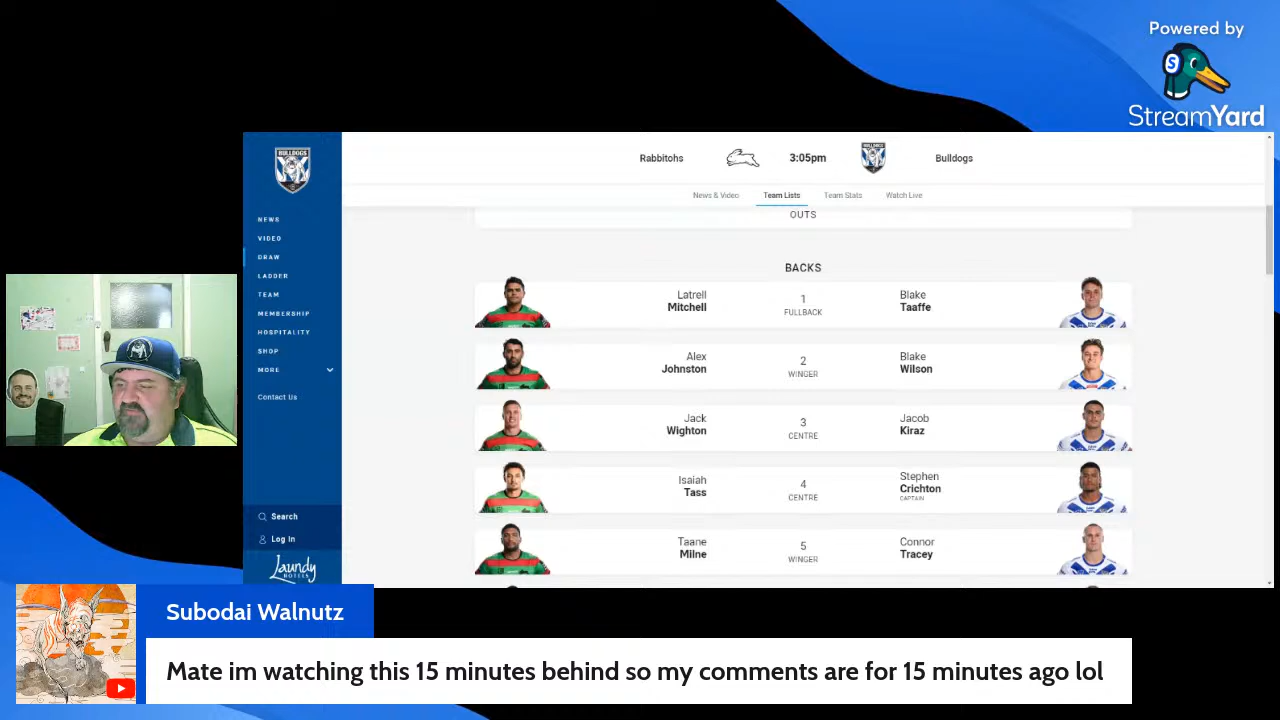 Powered by
StreamYard
BULLDOGS
Rabbitohs
3:05pm
Bulldogs
News & Video
Team Lists
Team Stats
Watch Live
NEWS
VIDEO
DRAW
LADDER
TEAM
MEMBERSHIP
HOSPITALITY
SHOP
MORE
Contact Us
Search
Log In
Laundy
HOTELS
OUTS
BACKS
Latrell
Mitchell
1
FULLBACK
Blake
Taaffe
Alex
Johnston
2
WINGER
Blake
Wilson
Jack
Wighton
3
CENTRE
Jacob
Kiraz
Isaiah
Tass
4
CENTRE
Stephen
Crichton
CAPTAIN
Taane
Milne
5
WINGER
Connor
Tracey
Subodai Walnutz
Mate im watching this 15 minutes behind so my comments are for 15 minutes ago lol